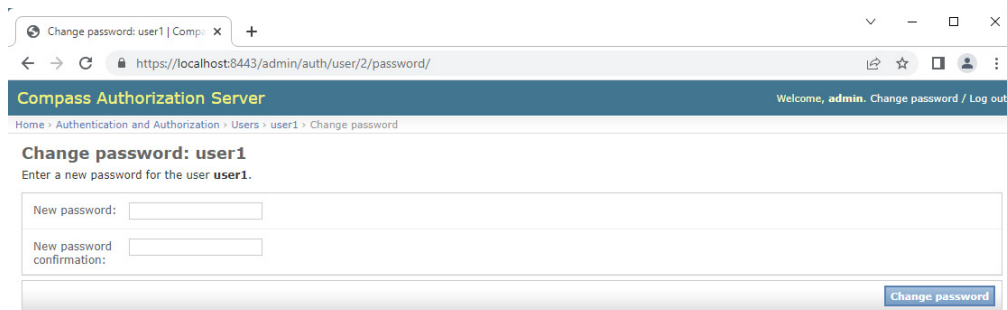 Change password: user1 | Compa
https://localhost:8443/admin/auth/user/2/password/
Compass Authorization Server
Welcome, admin. Change password / Log out
Home › Authentication and Authorization › Users › user1 › Change password
Change password: user1
Enter a new password for the user user1.
New password:
New password
confirmation:
Change password